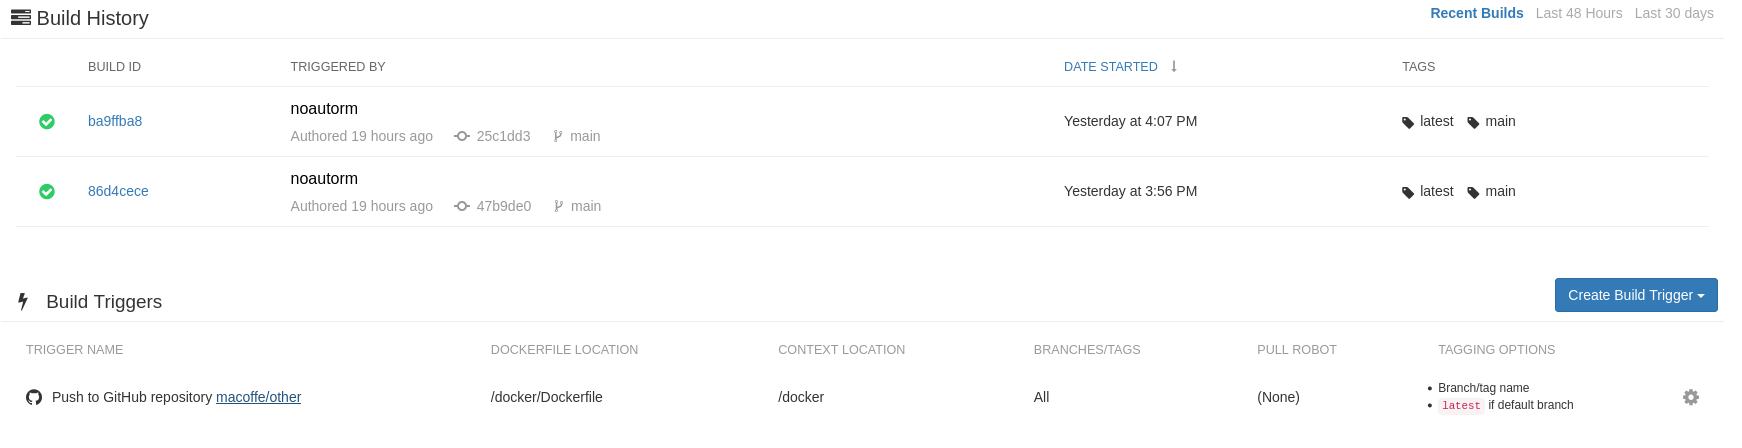 Build History
Recent Builds Last 48 Hours Last 30 days
BUILD ID TRIGGERED BY DATE STARTED TAGS
noautorm
ba9ffba8 Yesterday at 4:07 PM latest main
Authored 19 hours ago 25c1dd3 main
noautorm
86d4cece Yesterday at 3:56 PM latest main
Authored 19 hours ago 47b9de0 main
Build Triggers
Create Build Trigger
TRIGGER NAME DOCKERFILE LOCATION CONTEXT LOCATION BRANCHES/TAGS PULL ROBOT TAGGING OPTIONS
Push to GitHub repository macoffe/other /docker/Dockerfile /docker All (None)
• Branch/tag name
• latest if default branch